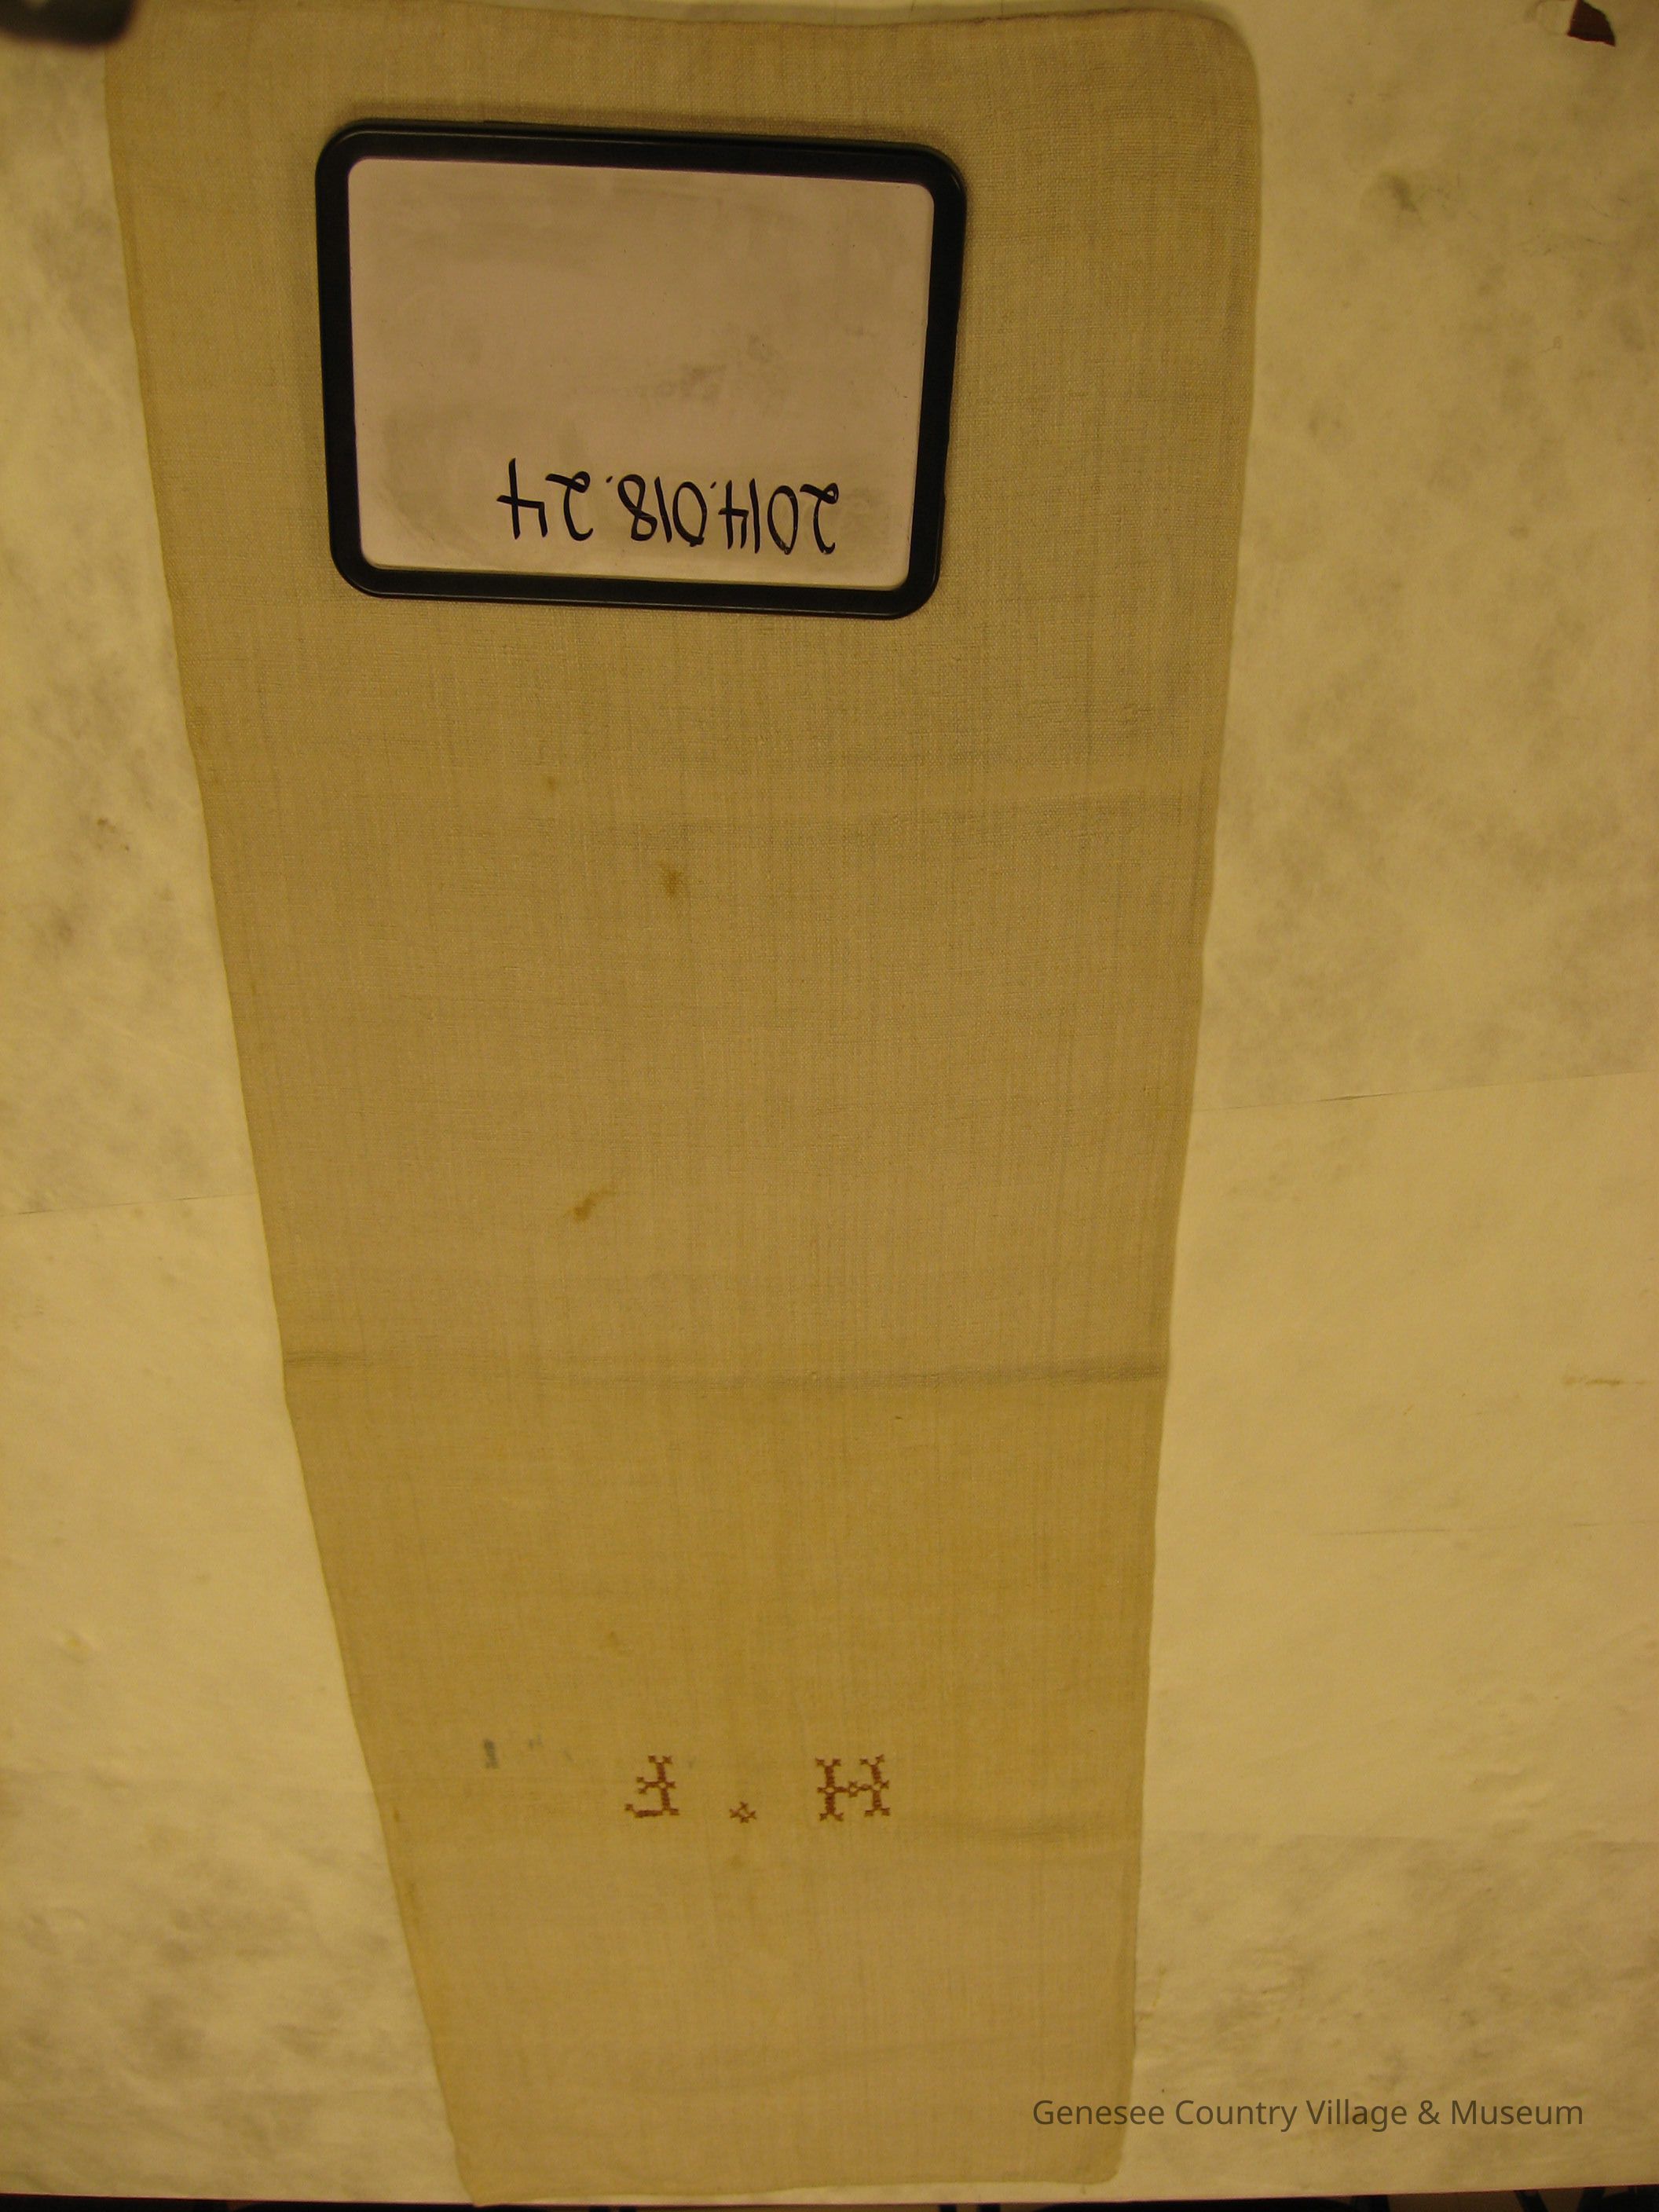 2014.018.24
H . F
Genesee Country Village & Museum